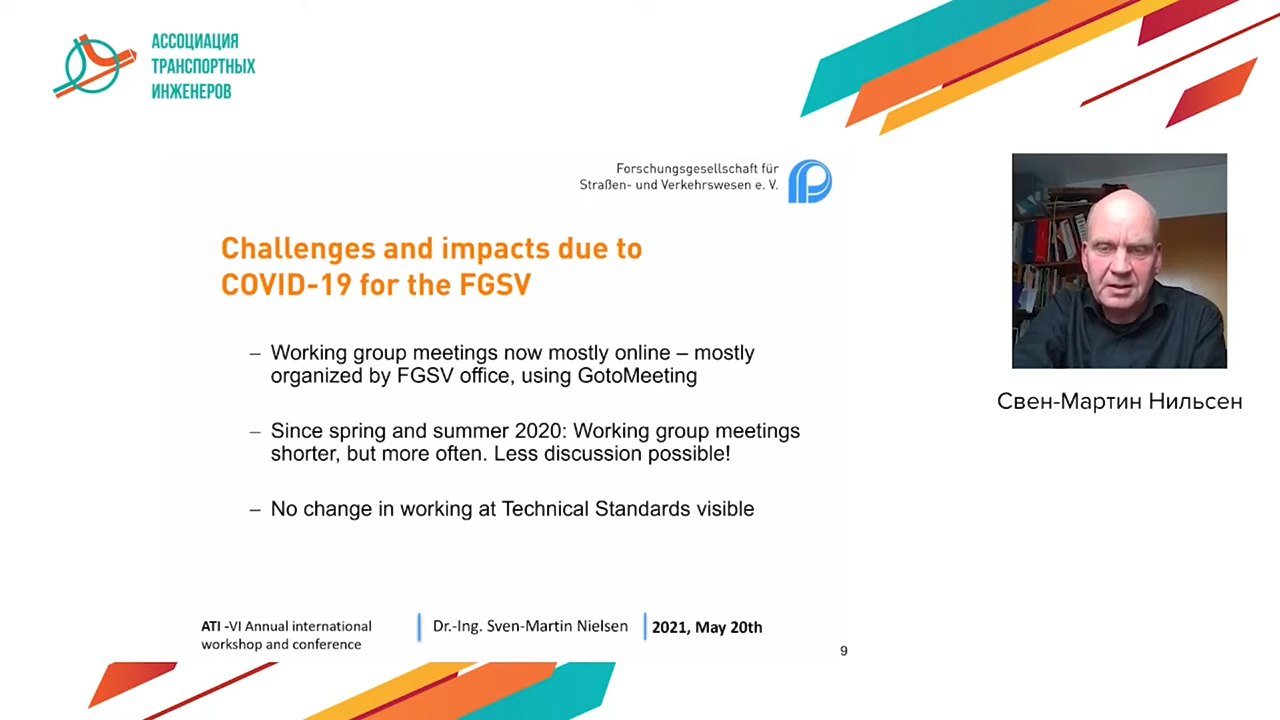 АССОЦИАЦИЯ
ТРАНСПОРТНЫХ
ИНЖЕНЕРОВ
Forschungsgesellschaft für
Straßen- und Verkehrswesen e. V.
Challenges and impacts due to
COVID-19 for the FGSV
– Working group meetings now mostly online – mostly
organized by FGSV office, using GotoMeeting
– Since spring and summer 2020: Working group meetings
shorter, but more often. Less discussion possible!
– No change in working at Technical Standards visible
Свен-Мартин Нильсен
ATI -VI Annual international
workshop and conference
Dr.-Ing. Sven-Martin Nielsen
2021, May 20th
9